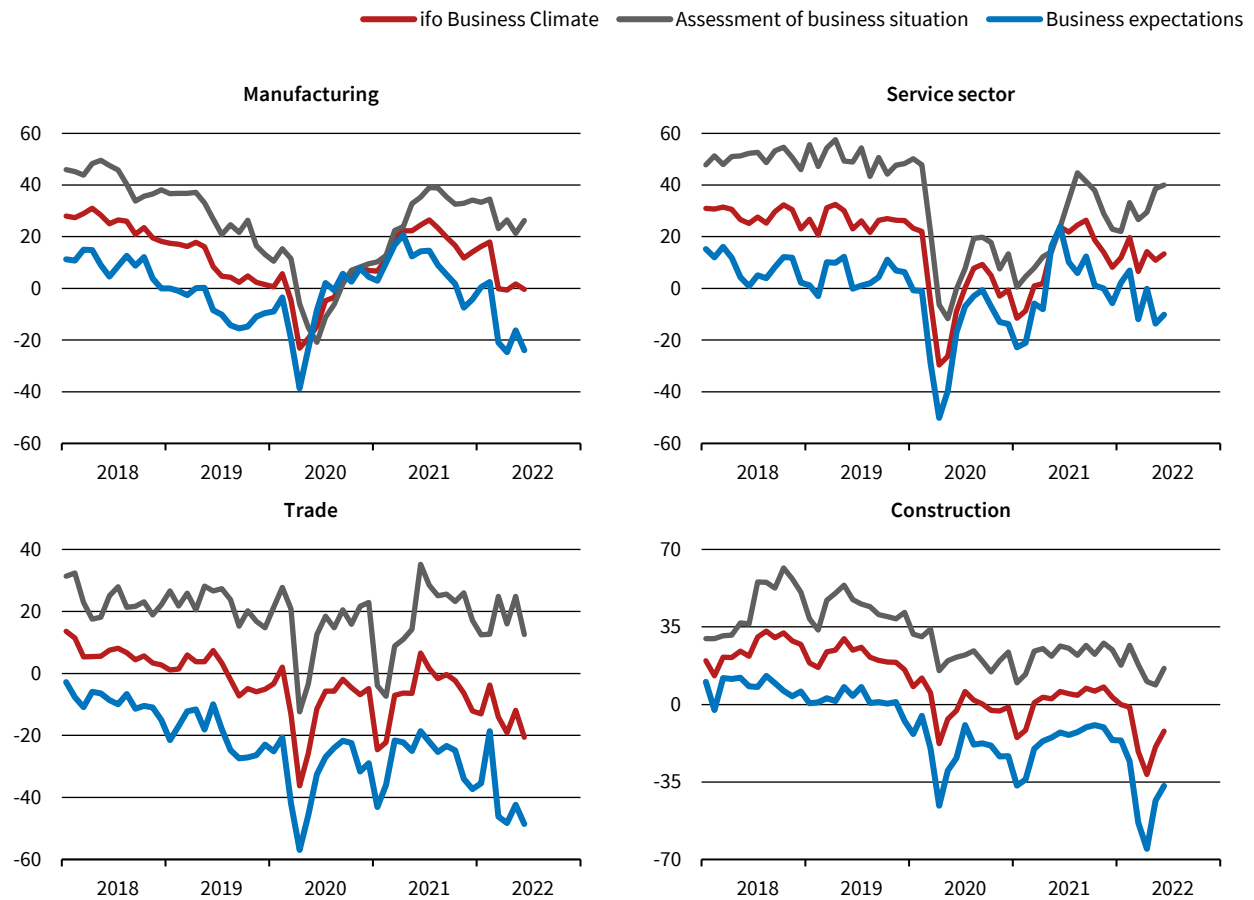 ifo Business Climate Assessment of business situation Business expectations
Manufacturing
60
40
20
0
-20
-40
-60
2018 2019 2020 2021 2022
Service sector
60
40
20
0
-20
-40
-60
2018 2019 2020 2021 2022
Trade
40
20
0
-20
-40
-60
2018 2019 2020 2021 2022
Construction
70
35
0
-35
-70
2018 2019 2020 2021 2022